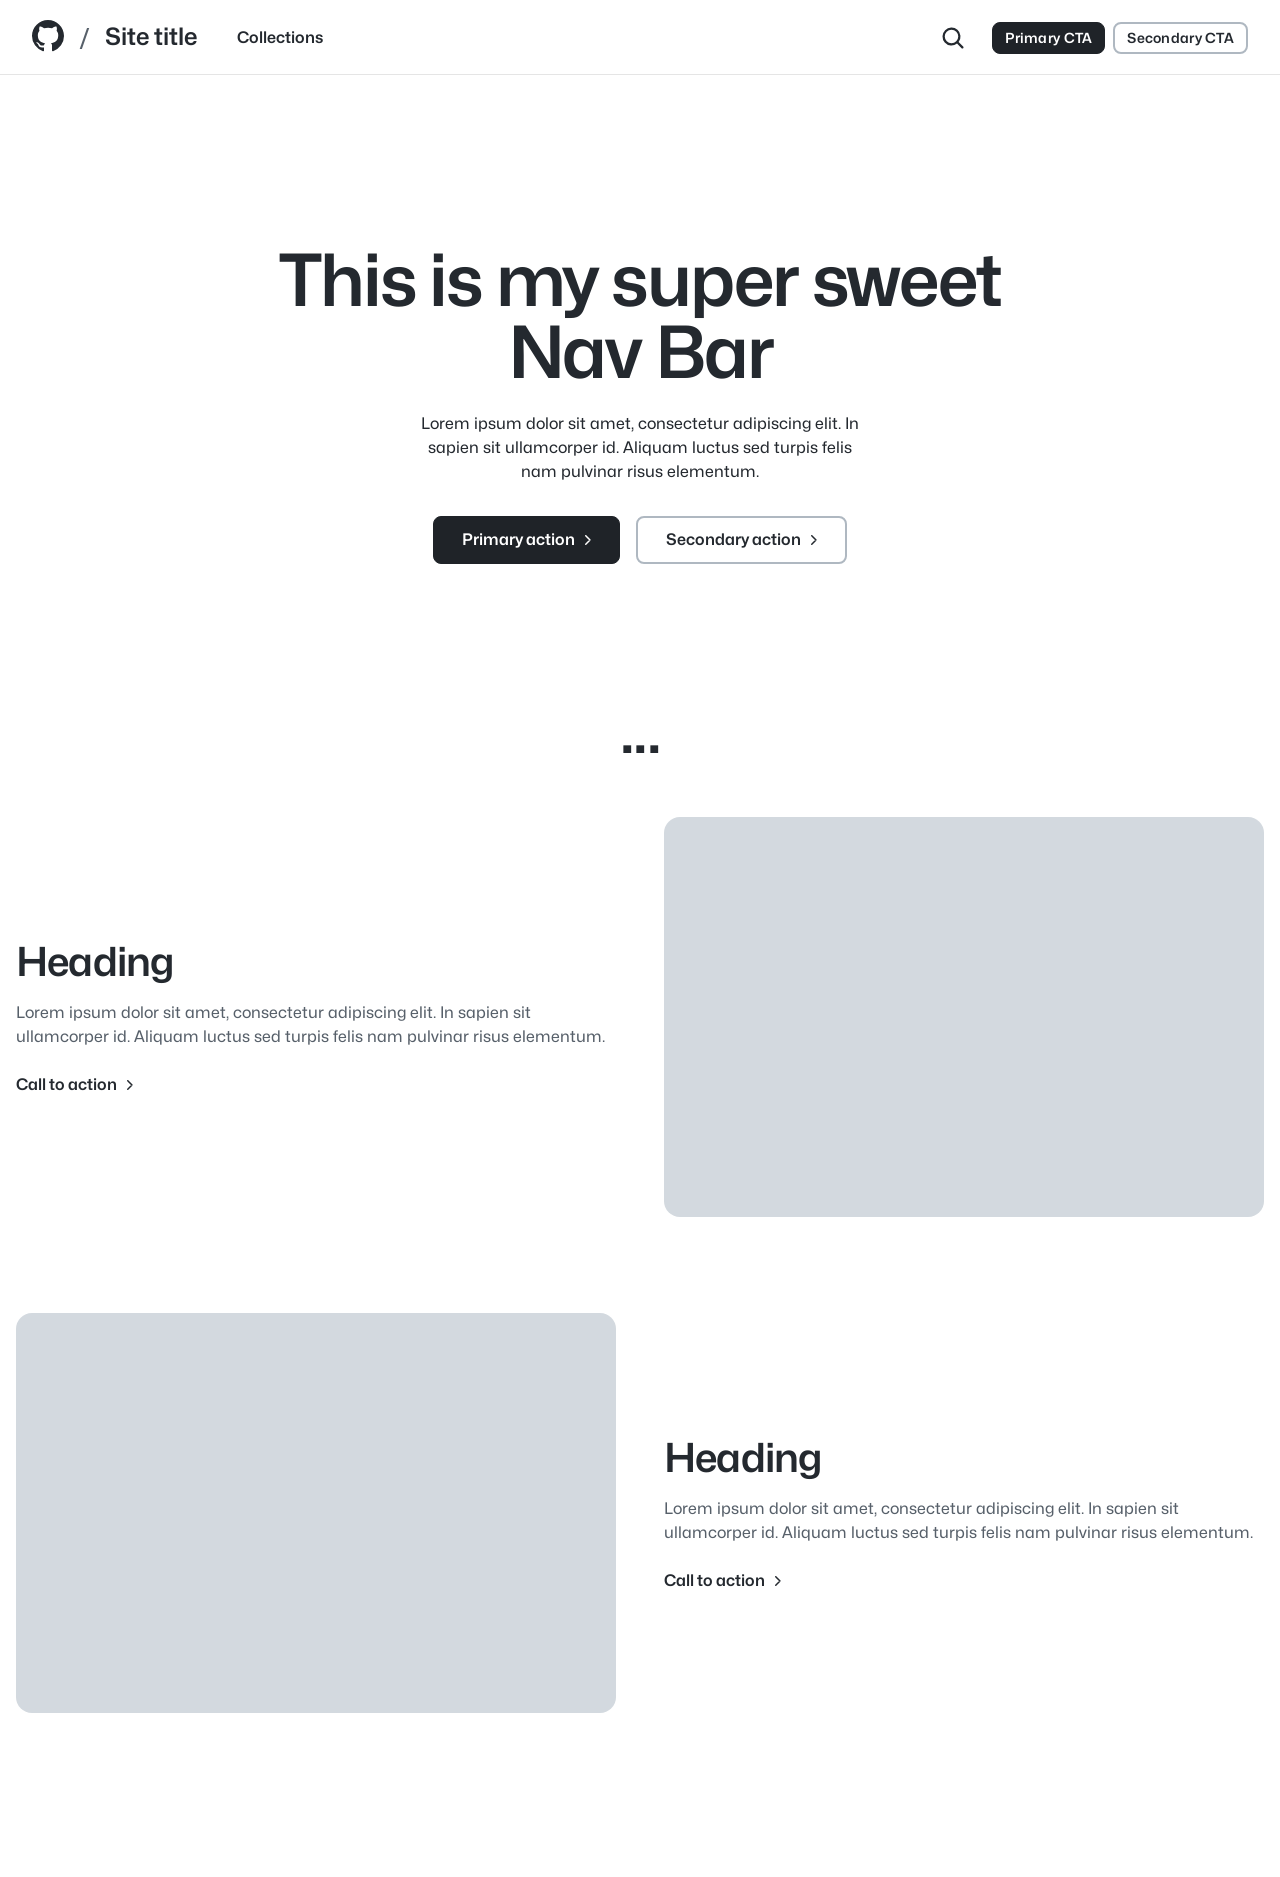 / Site title Collections Primary CTA Secondary CTA
This is my super sweet
Nav Bar
Lorem ipsum dolor sit amet, consectetur adipiscing elit. In
sapien sit ullamcorper id. Aliquam luctus sed turpis felis
nam pulvinar risus elementum.
Primary action Secondary action
...
Heading
Lorem ipsum dolor sit amet, consectetur adipiscing elit. In sapien sit
ullamcorper id. Aliquam luctus sed turpis felis nam pulvinar risus elementum.
Call to action
Heading
Lorem ipsum dolor sit amet, consectetur adipiscing elit. In sapien sit
ullamcorper id. Aliquam luctus sed turpis felis nam pulvinar risus elementum.
Call to action